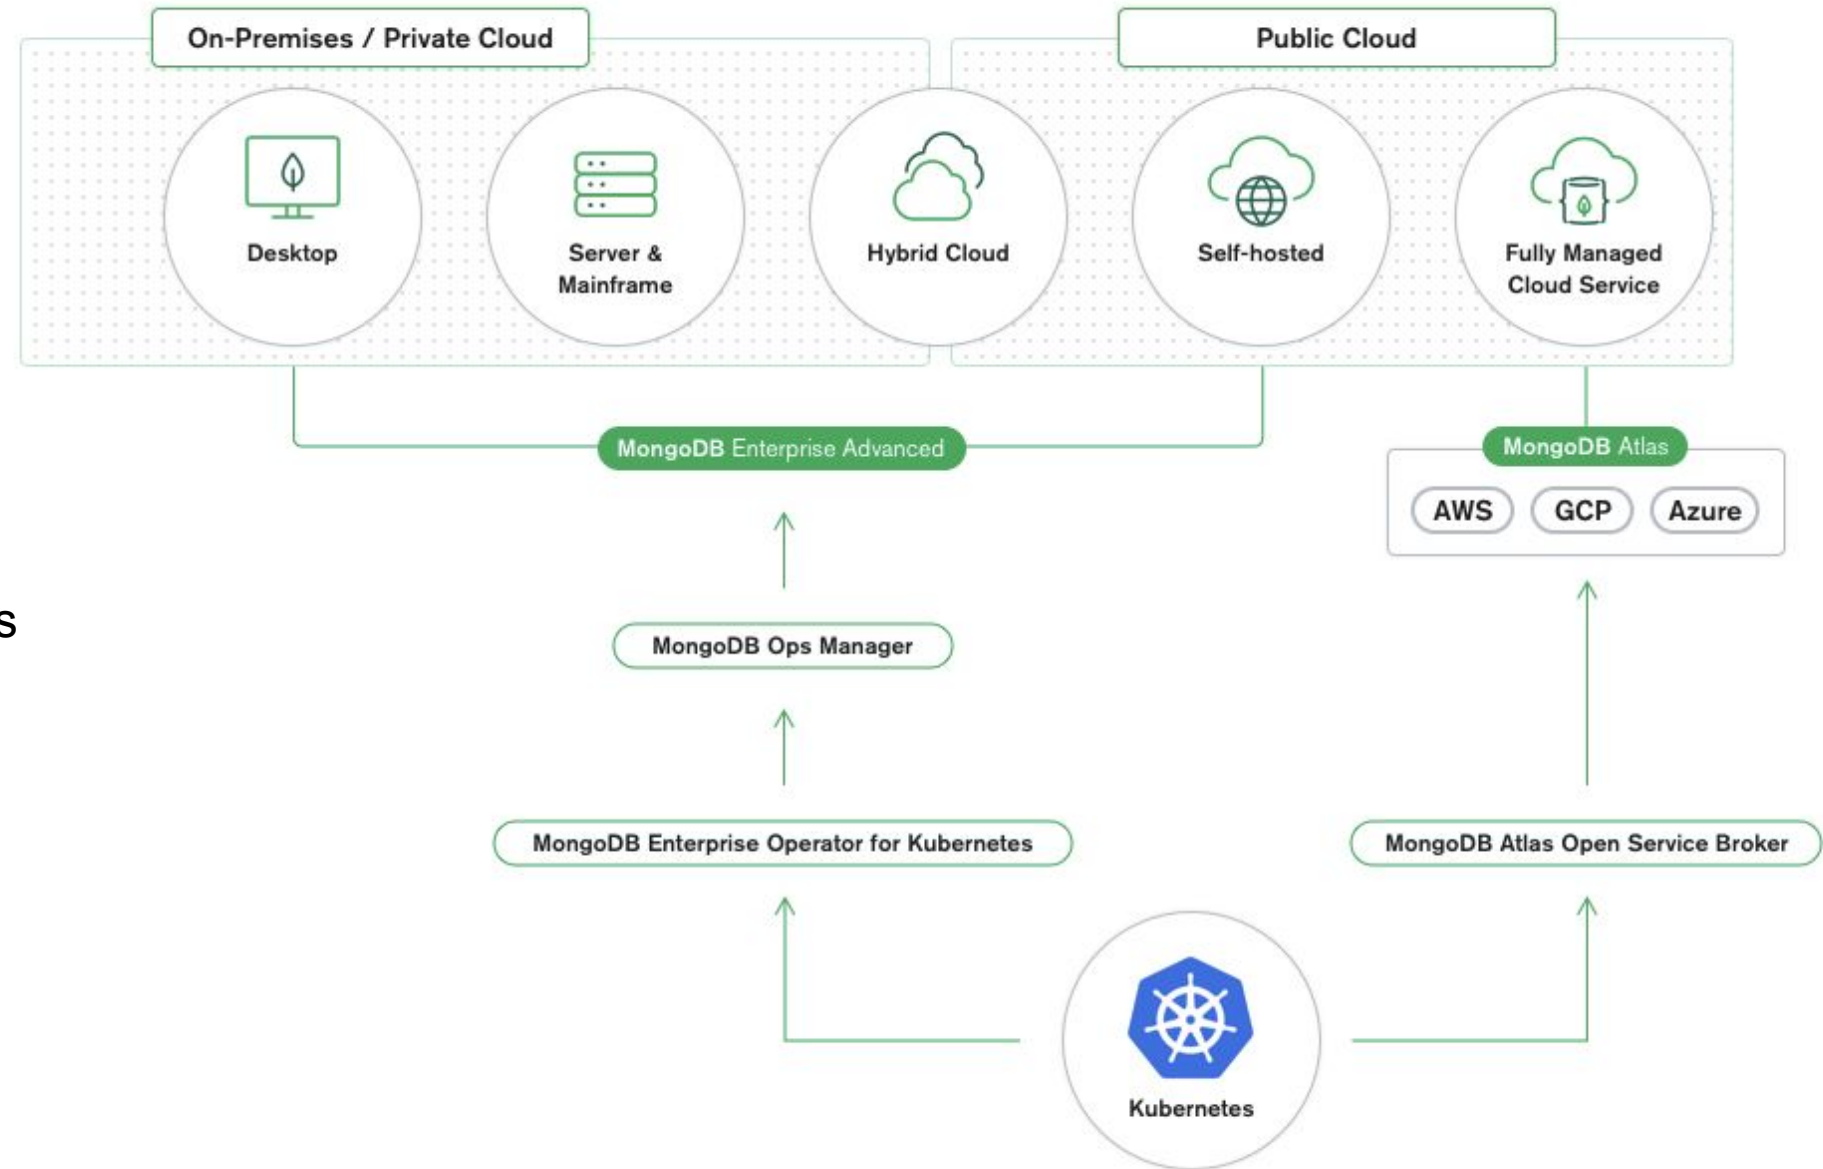 On-Premises / Private Cloud
Public Cloud
Desktop
Server &
Mainframe
Hybrid Cloud
Self-hosted
Fully Managed
Cloud Service
MongoDB Enterprise Advanced
MongoDB Atlas
AWS
GCP
Azure
s
MongoDB Ops Manager
MongoDB Enterprise Operator for Kubernetes
MongoDB Atlas Open Service Broker
Kubernetes